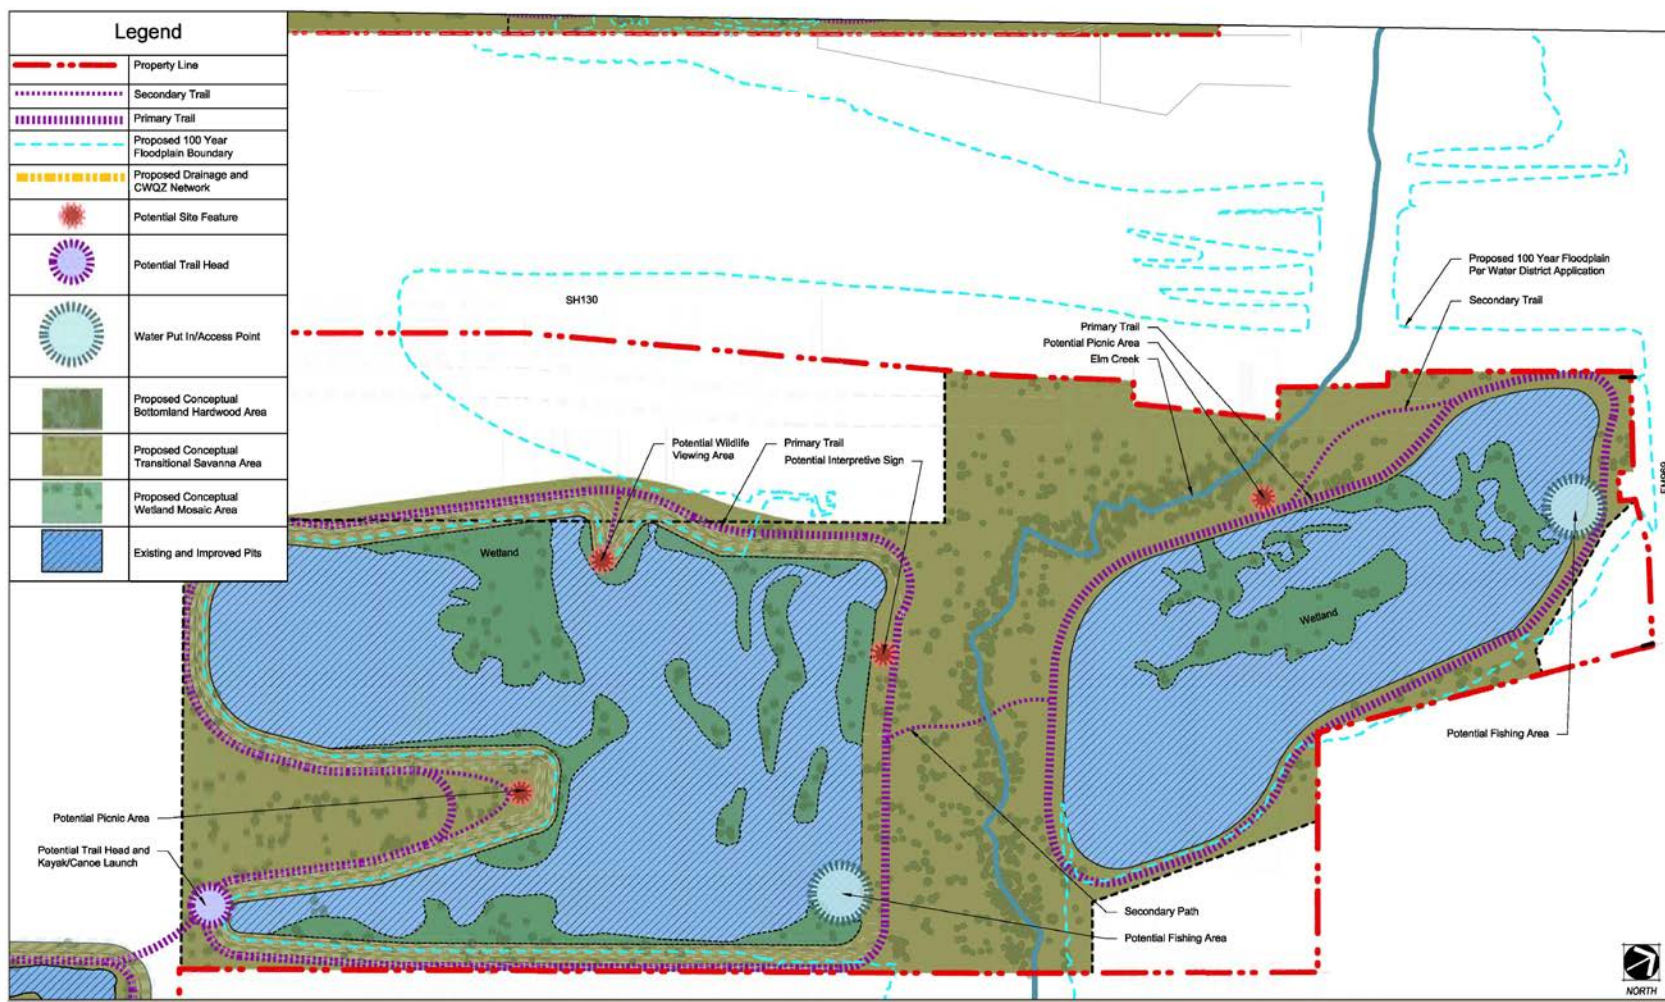 Legend
Property Line
Secondary Trail
Primary Trail
Proposed 100 Year
Floodplain Boundary
Proposed Drainage and
CWQZ Network
Potential Site Feature
Potential Trail Head
Water Put In/Access Point
Proposed Conceptual
Bottomland Hardwood Area
Proposed Conceptual
Transitional Savanna Area
Proposed Conceptual
Wetland Mosaic Area
Existing and Improved Pits
SH130
Proposed 100 Year Floodplain
Per Water District Application
Secondary Trail
Primary Trail
Potential Picnic Area
Elm Creek
Potential Wildlife
Viewing Area
Primary Trail
Potential Interpretive Sign
FM969
Wetland
Wetland
Potential Fishing Area
Potential Picnic Area
Potential Trail Head and
Kayak/Canoe Launch
Secondary Path
Potential Fishing Area
NORTH